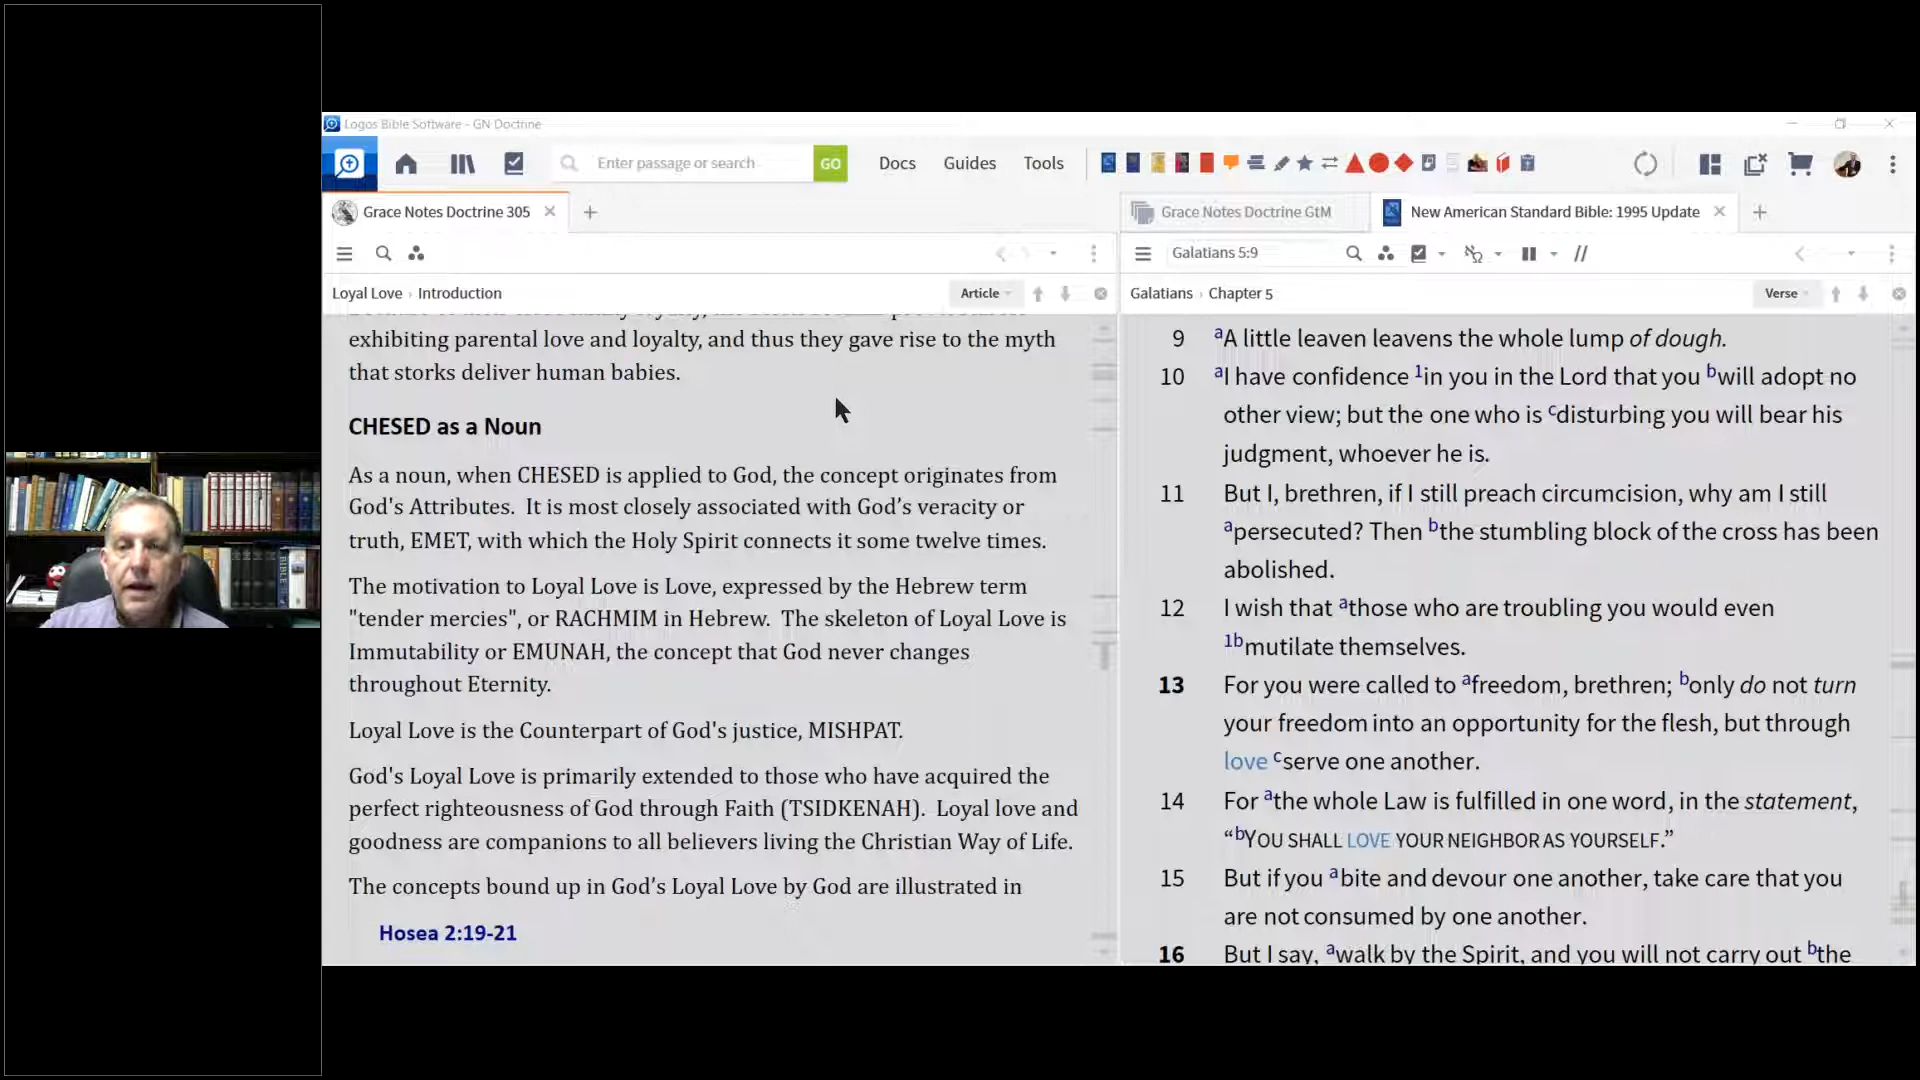 Logos Bible Software - GN Doctrine
Enter passage or search
GO
Docs
Guides
Tools
Grace Notes Doctrine 305
Loyal Love › Introduction
Article
exhibiting parental love and loyalty, and thus they gave rise to the myth
that storks deliver human babies.
CHESED as a Noun
As a noun, when CHESED is applied to God, the concept originates from
God's Attributes. It is most closely associated with God’s veracity or
truth, EMET, with which the Holy Spirit connects it some twelve times.
The motivation to Loyal Love is Love, expressed by the Hebrew term
"tender mercies", or RACHMIM in Hebrew. The skeleton of Loyal Love is
Immutability or EMUNAH, the concept that God never changes
throughout Eternity.
Loyal Love is the Counterpart of God's justice, MISHPAT.
God's Loyal Love is primarily extended to those who have acquired the
perfect righteousness of God through Faith (TSIDKENAH). Loyal love and
goodness are companions to all believers living the Christian Way of Life.
The concepts bound up in God’s Loyal Love by God are illustrated in
Hosea 2:19-21
Grace Notes Doctrine GtM
New American Standard Bible: 1995 Update
Galatians 5:9
Galatians › Chapter 5
Verse
9 aA little leaven leavens the whole lump of dough.
10 aI have confidence 1in you in the Lord that you bwill adopt no
other view; but the one who is cdisturbing you will bear his
judgment, whoever he is.
11 But I, brethren, if I still preach circumcision, why am I still
apersecuted? Then bthe stumbling block of the cross has been
abolished.
12 I wish that athose who are troubling you would even
1bmutilate themselves.
13 For you were called to afreedom, brethren; bonly do not turn
your freedom into an opportunity for the flesh, but through
love cserve one another.
14 For athe whole Law is fulfilled in one word, in the statement,
“bYOU SHALL LOVE YOUR NEIGHBOR AS YOURSELF.”
15 But if you abite and devour one another, take care that you
are not consumed by one another.
16 But I say, awalk by the Spirit, and you will not carry out bthe